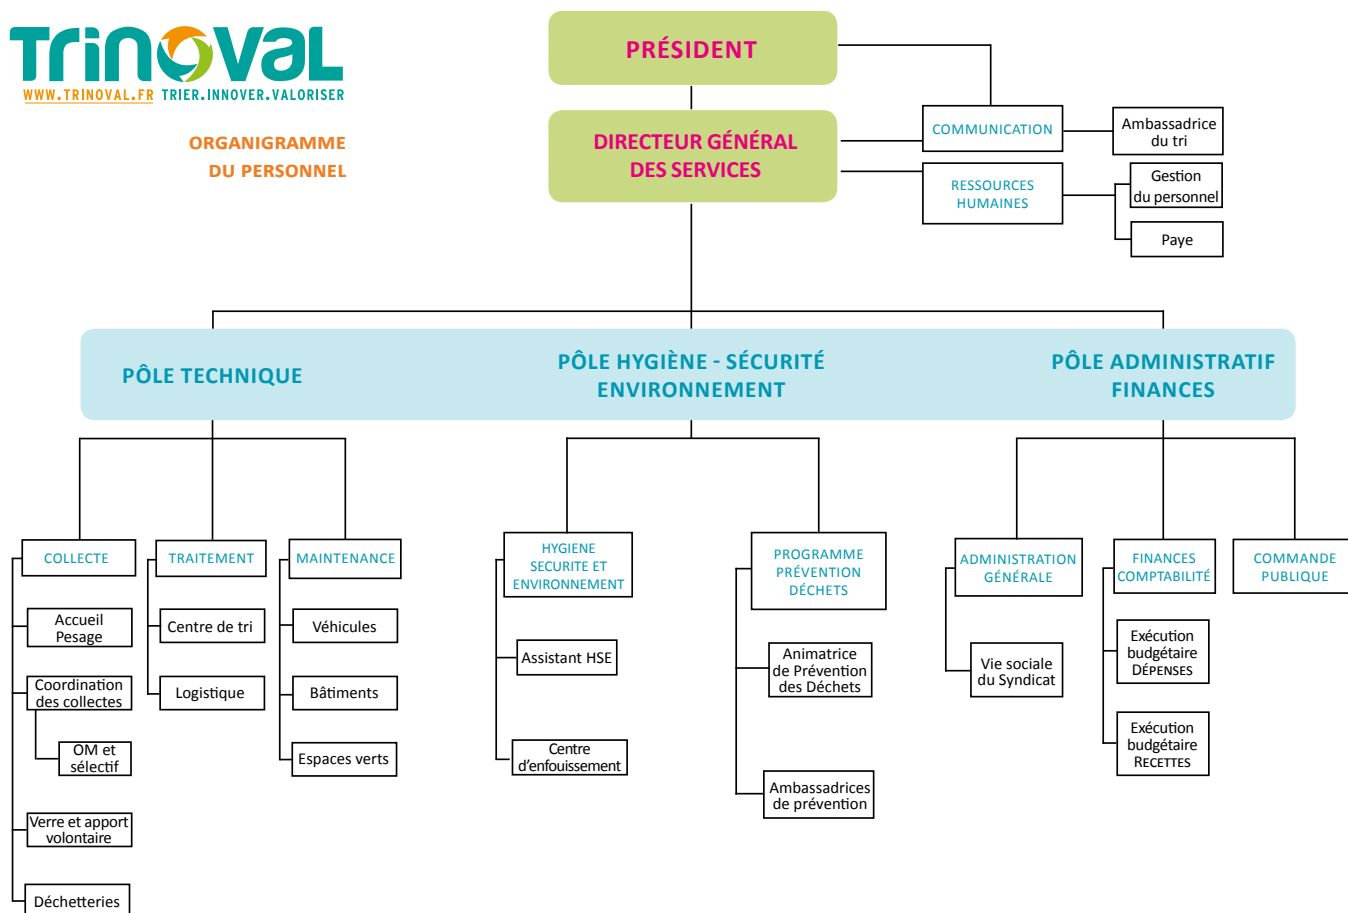 TRiNOVAL
WWW.TRINOVAL.FR TRIER.INNOVER.VALORISER
ORGANIGRAMME
DU PERSONNEL
PRÉSIDENT
DIRECTEUR GÉNÉRAL
DES SERVICES
COMMUNICATION
Ambassadrice
du tri
RESSOURCES
HUMAINES
Gestion
du personnel
Paye
PÔLE TECHNIQUE
PÔLE HYGIÈNE - SÉCURITÉ
ENVIRONNEMENT
PÔLE ADMINISTRATIF
FINANCES
COLLECTE
Accueil
Pesage
Coordination
des collectes
OM et
sélectif
Verre et apport
volontaire
Déchetteries
TRAITEMENT
Centre de tri
Logistique
MAINTENANCE
Véhicules
Bâtiments
Espaces verts
HYGIENE
SECURITE ET
ENVIRONNEMENT
Assistant HSE
Centre
d'enfouissement
PROGRAMME
PRÉVENTION
DÉCHETS
Animatrice
de Prévention
des Déchets
Ambassadrices
de prévention
ADMINISTRATION
GÉNÉRALE
Vie sociale
du Syndicat
FINANCES
COMPTABILITÉ
Exécution
budgétaire
DÉPENSES
Exécution
budgétaire
RECETTES
COMMANDE
PUBLIQUE